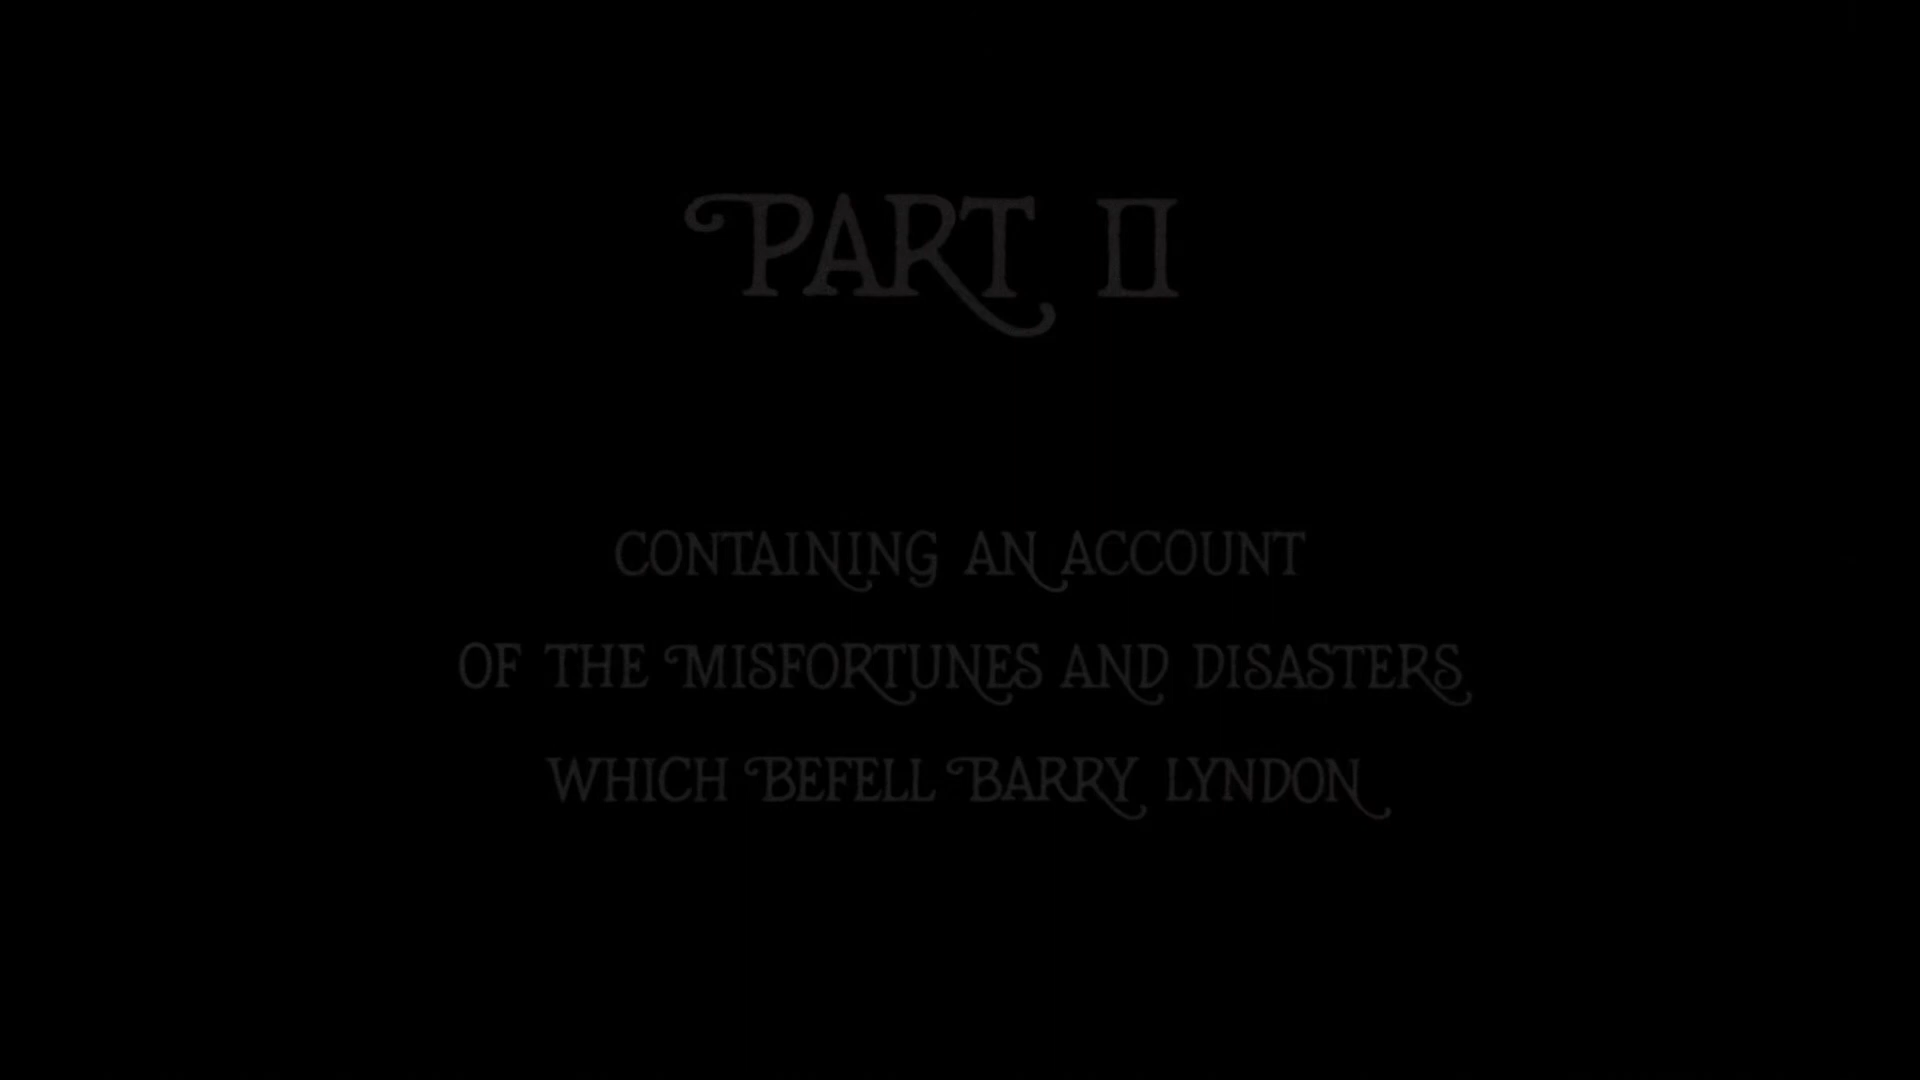 PART II
CONTAINING AN ACCOUNT
OF THE MISFORTUNES AND DISASTERS
WHICH BEFELL BARRY LYNDON